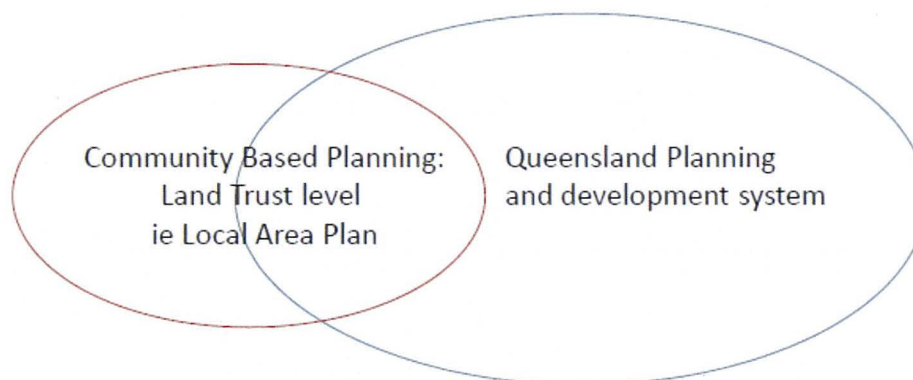 Community Based Planning:
Land Trust level
ie Local Area Plan
Queensland Planning
and development system